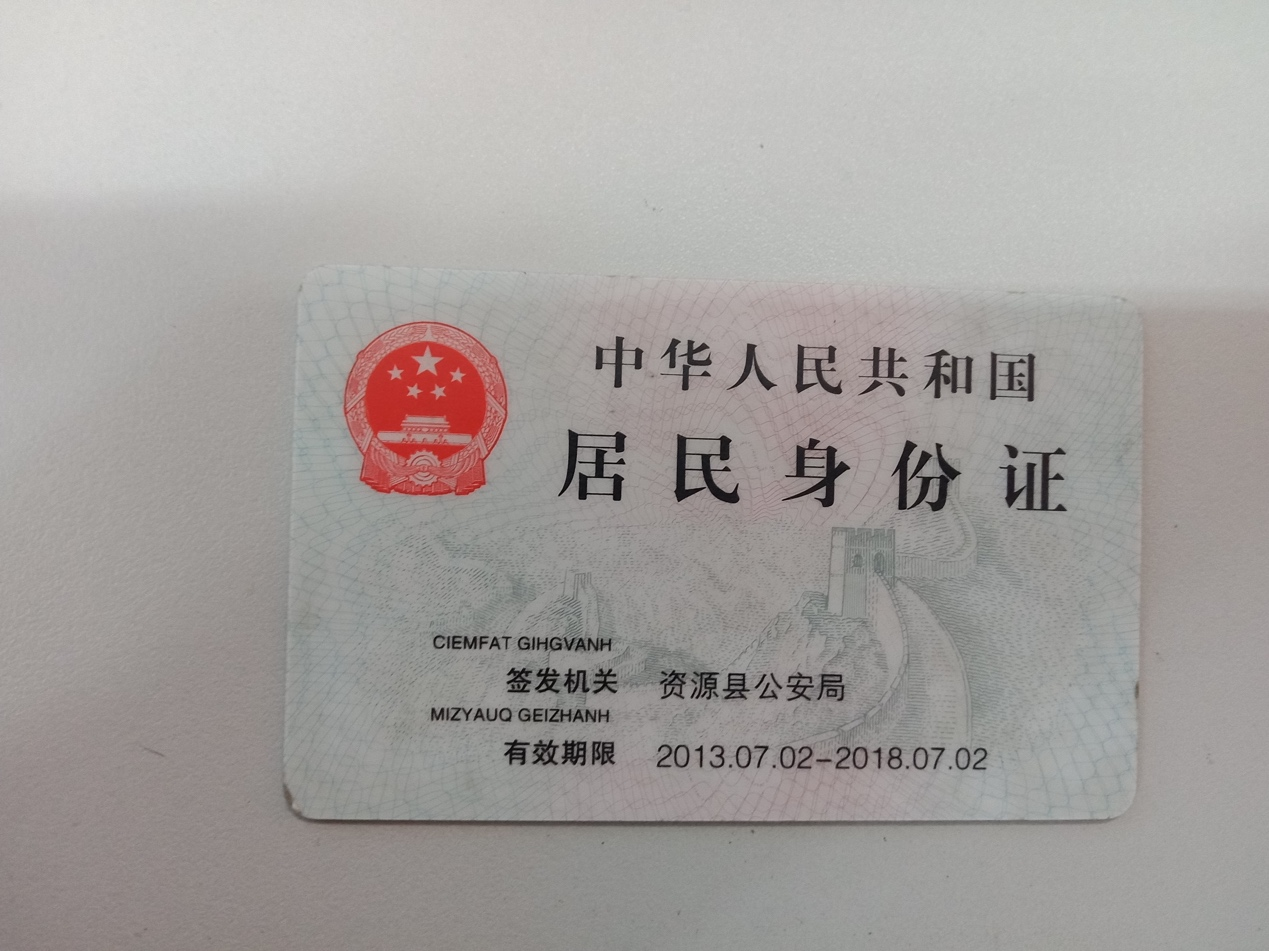 中华人民共和国
居民身份证
CIEMFAT GIHGVANH
签发机关 资源县公安局
MIZYAUQ GEIZHANH
有效期限 2013.07.02-2018.07.02